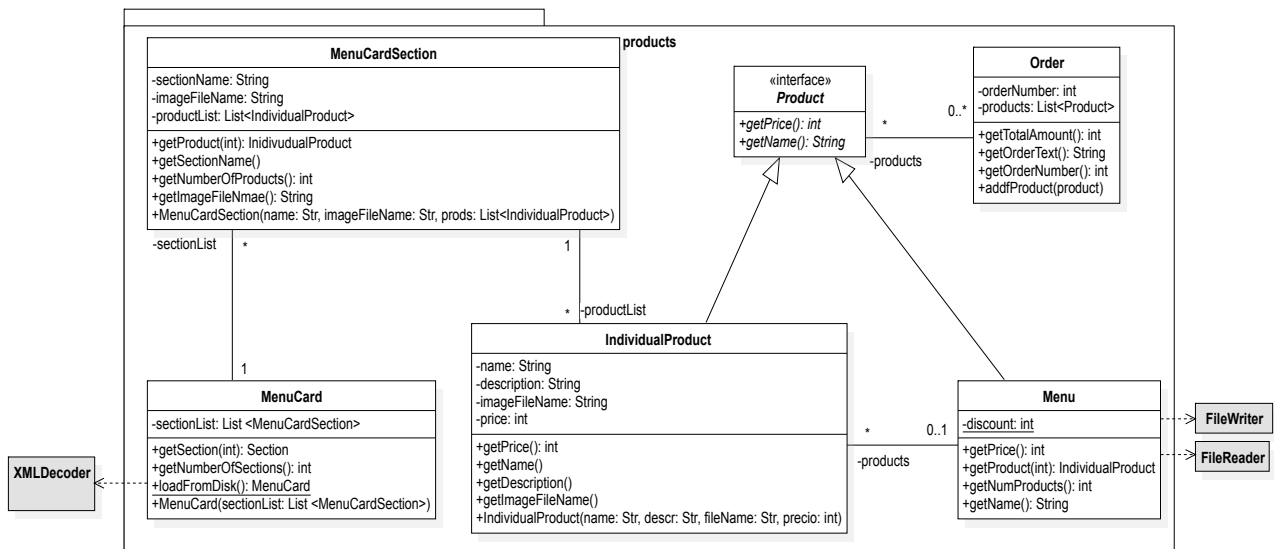 products
MenuCardSection
-sectionName: String
-imageFileName: String
-productList: List<IndividualProduct>
+getProduct(int): InidivudualProduct
+getSectionName()
+getNumberOfProducts(): int
+getImageFileNmae(): String
+MenuCardSection(name: Str, imageFileName: Str, prods: List<IndividualProduct>)
«interface»
Product
+getPrice(): int
+getName(): String
Order
-orderNumber: int
-products: List<Product>
+getTotalAmount(): int
+getOrderText(): String
+getOrderNumber(): int
+addfProduct(product)
*
0..*
-products
-sectionList
*
1
1
*
-productList
MenuCard
-sectionList: List <MenuCardSection>
+getSection(int): Section
+getNumberOfSections(): int
+loadFromDisk(): MenuCard
+MenuCard(sectionList: List <MenuCardSection>)
XMLDecoder
IndividualProduct
-name: String
-description: String
-imageFileName: String
-price: int
+getPrice(): int
+getName()
+getDescription()
+getImageFileName()
+IndividualProduct(name: Str, descr: Str, fileName: Str, precio: int)
*
0..1
-products
Menu
-discount: int
+getPrice(): int
+getProduct(int): IndividualProduct
+getNumProducts(): int
+getName(): String
FileWriter
FileReader